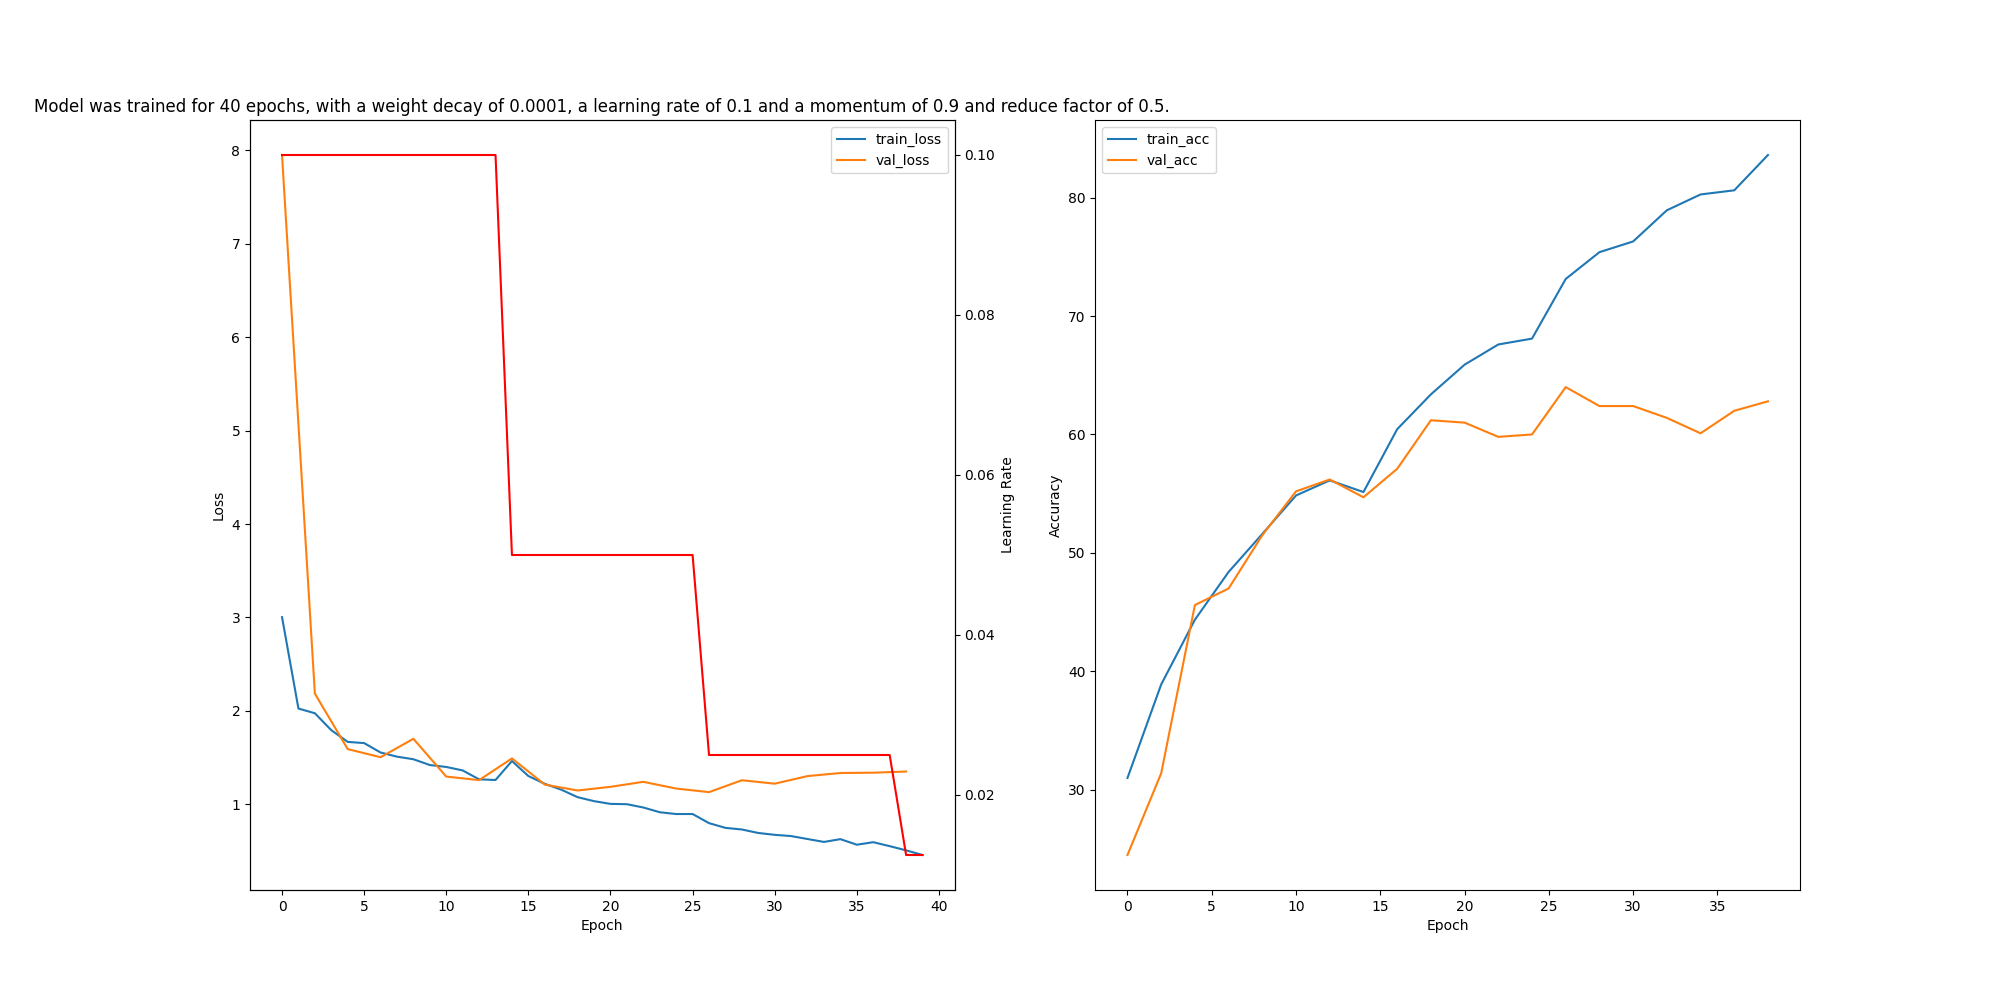 Model was trained for 40 epochs, with a weight decay of 0.0001, a learning rate of 0.1 and a momentum of 0.9 and reduce factor of 0.5.
train_loss
val_loss
8
7
6
5
4
3
2
1
Loss
0 5 10 15 20 25 30 35 40
Epoch
0.10
0.08
0.06
0.04
0.02
Learning Rate
train_acc
val_acc
80
70
60
50
40
30
Accuracy
0 5 10 15 20 25 30 35
Epoch